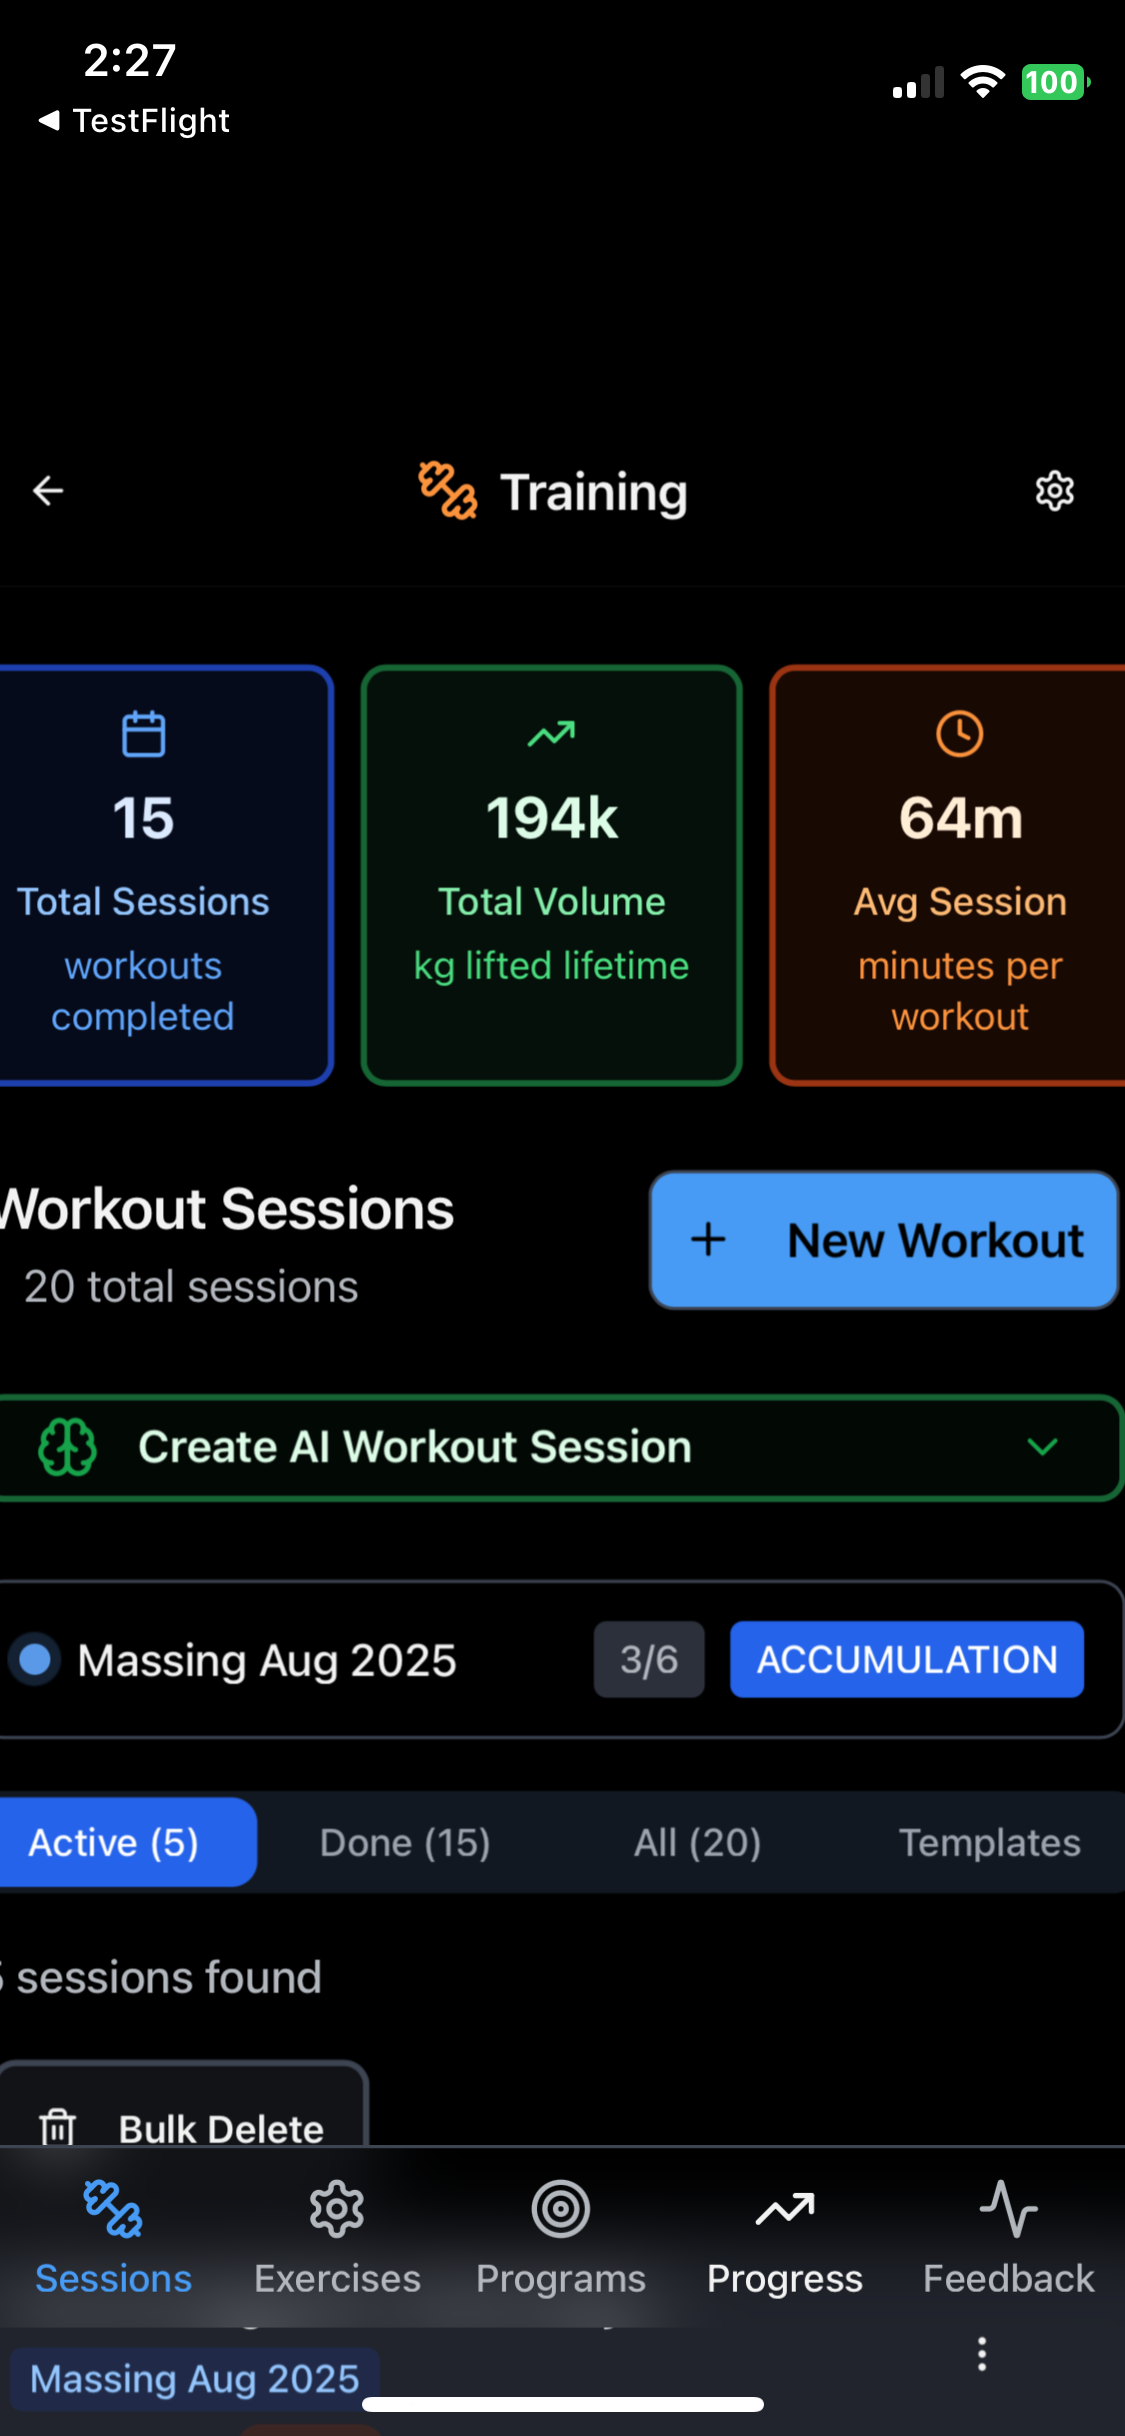 2:27
100
TestFlight
Training
15
Total Sessions
workouts
completed
194k
Total Volume
kg lifted lifetime
64m
Avg Session
minutes per
workout
Workout Sessions
20 total sessions
+ New Workout
Create AI Workout Session
Massing Aug 2025
3/6
ACCUMULATION
Active (5)
Done (15)
All (20)
Templates
5 sessions found
Bulk Delete
Sessions
Exercises
Programs
Progress
Feedback
Massing Aug 2025